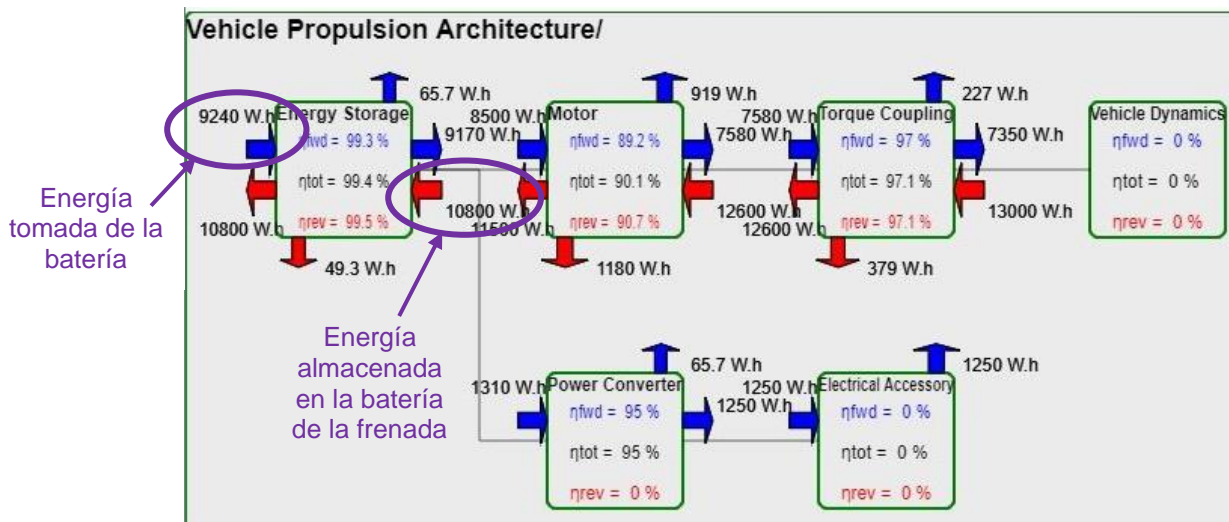 Vehicle Propulsion Architecture/
65.7 W.h
919 W.h
227 W.h
9240 W.h
Energy Storage
9170 W.h
8500 W.h
Motor
7580 W.h
7580 W.h
Torque Coupling
7350 W.h
Vehicle Dynamics
ηfwd = 99.3 %
ηfwd = 89.2 %
ηfwd = 97 %
ηfwd = 0 %
ηtot = 99.4 %
ηtot = 90.1 %
ηtot = 97.1 %
ηtot = 0 %
10800 W.h
ηrev = 99.5 %
10800 W.h
11500 W.h
ηrev = 90.7 %
12600 W.h
12600 W.h
ηrev = 97.1 %
13000 W.h
ηrev = 0 %
49.3 W.h
1180 W.h
379 W.h
Energía
tomada de la
batería
Energía
almacenada
en la batería
de la frenada
65.7 W.h
1250 W.h
1310 W.h
Power Converter
1250 W.h
1250 W.h
Electrical Accessory
ηfwd = 95 %
ηfwd = 0 %
ηtot = 95 %
ηtot = 0 %
ηrev = 0 %
ηrev = 0 %